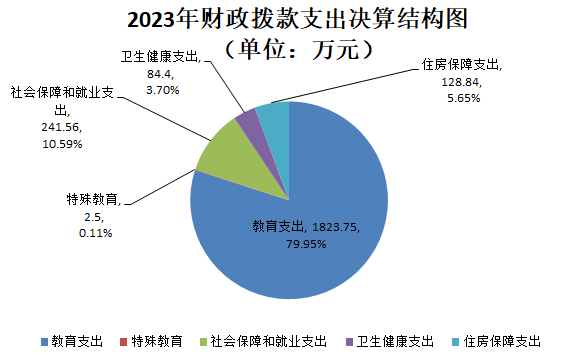 2023年财政拨款支出决算结构图
（单位：万元）
卫生健康支出,
84.4,
3.70%
住房保障支出,
128.84,
5.65%
社会保障和就业支
出,
241.56,
10.59%
特殊教育,
2.5,
0.11%
教育支出, 1823.75,
79.95%
教育支出 特殊教育 社会保障和就业支出 卫生健康支出 住房保障支出